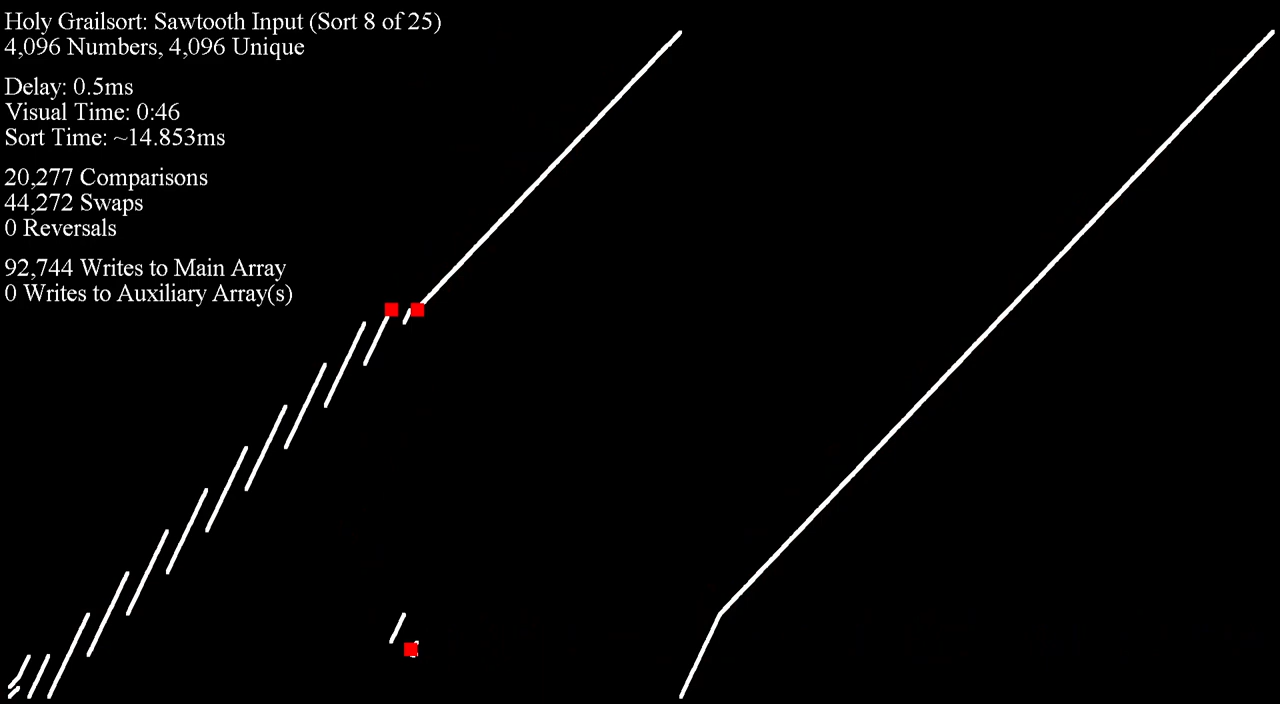 Holy Grailsort: Sawtooth Input (Sort 8 of 25)
4,096 Numbers, 4,096 Unique
Delay: 0.5ms
Visual Time: 0:46
Sort Time: ~14.853ms
20,277 Comparisons
44,272 Swaps
0 Reversals
92,744 Writes to Main Array
0 Writes to Auxiliary Array(s)